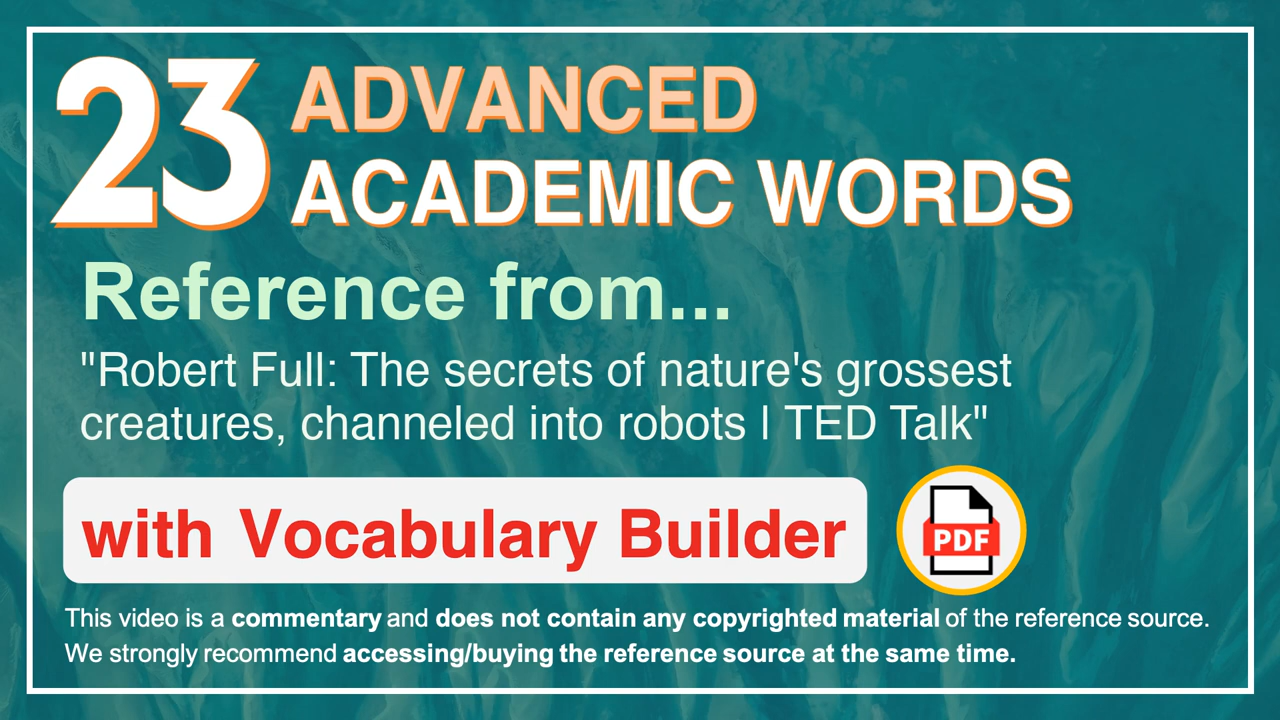 23 ADVANCED
ACADEMIC WORDS
Reference from...
"Robert Full: The secrets of nature's grossest
creatures, channeled into robots | TED Talk"
with Vocabulary Builder
PDF
This video is a commentary and does not contain any copyrighted material of the reference source.
We strongly recommend accessing/buying the reference source at the same time.